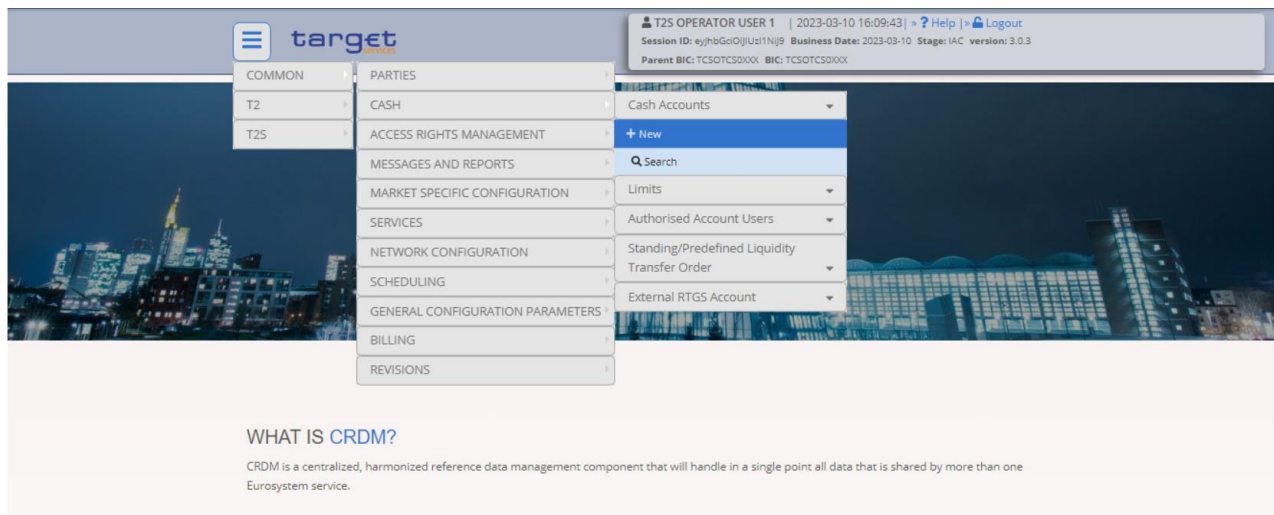 T2S OPERATOR USER 1 | 2023-03-10 16:09:43| » ? Help |» Logout
Session ID: eyJhbGciOiJIUzI1NiJ9 Business Date: 2023-03-10 Stage: IAC version: 3.0.3
Parent BIC: TCSOTCS0XXX BIC: TCSOTCS0XXX
target
services
COMMON
T2
T2S
PARTIES
CASH
ACCESS RIGHTS MANAGEMENT
MESSAGES AND REPORTS
MARKET SPECIFIC CONFIGURATION
SERVICES
NETWORK CONFIGURATION
SCHEDULING
GENERAL CONFIGURATION PARAMETERS
BILLING
REVISIONS
Cash Accounts
+ New
Search
Limits
Authorised Account Users
Standing/Predefined Liquidity
Transfer Order
External RTGS Account
WHAT IS CRDM?
CRDM is a centralized, harmonized reference data management component that will handle in a single point all data that is shared by more than one
Eurosystem service.